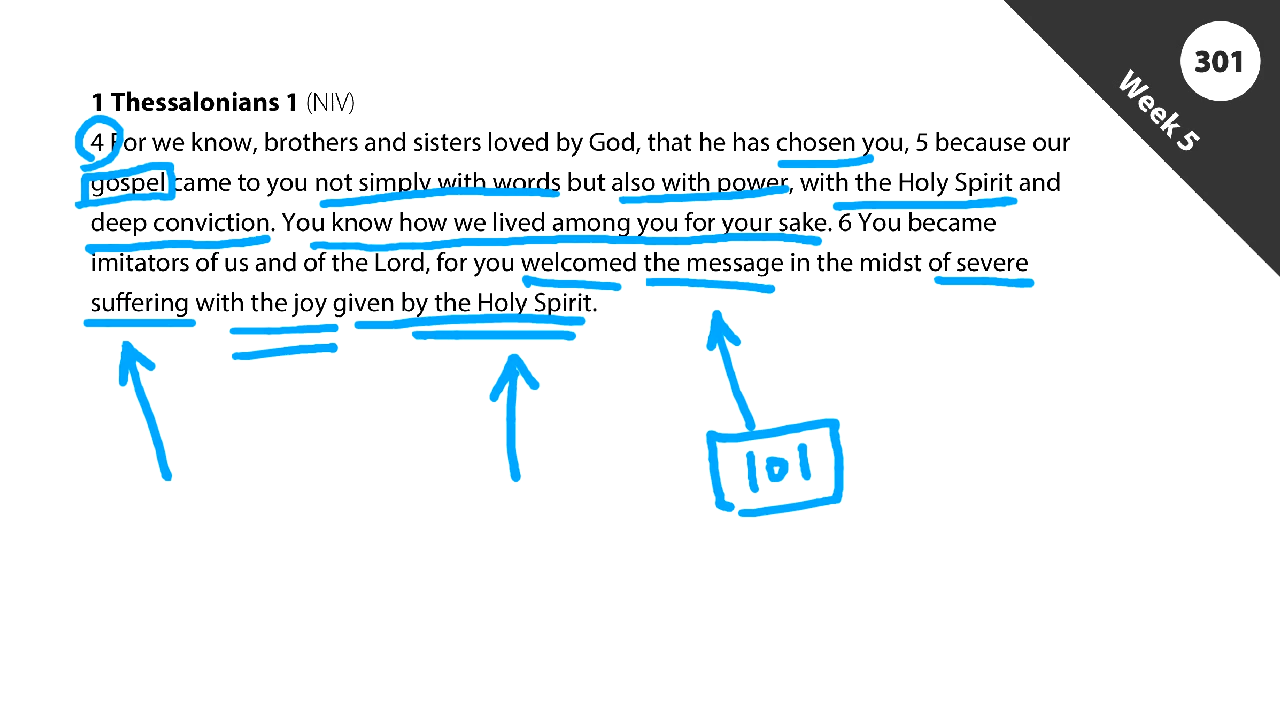 301
Week 5
1 Thessalonians 1 (NIV)
4 For we know, brothers and sisters loved by God, that he has chosen you, 5 because our
gospel came to you not simply with words but also with power, with the Holy Spirit and
deep conviction. You know how we lived among you for your sake. 6 You became
imitators of us and of the Lord, for you welcomed the message in the midst of severe
suffering with the joy given by the Holy Spirit.
101